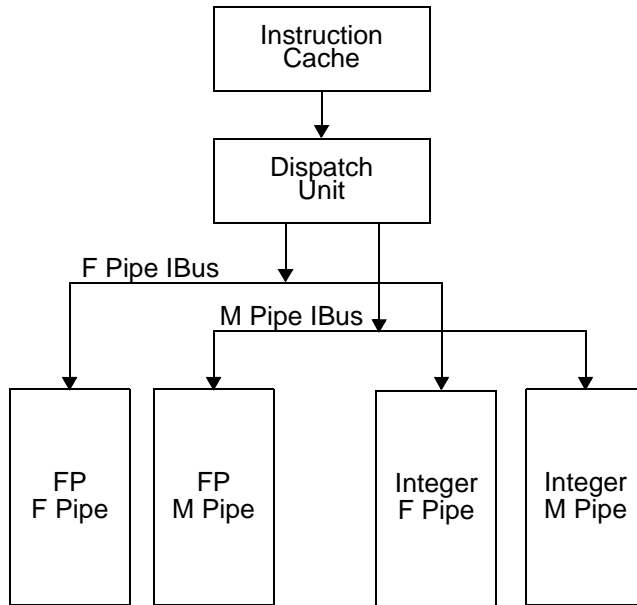 Instruction
Cache
Dispatch
Unit
F Pipe IBus
M Pipe IBus
FP
F Pipe
FP
M Pipe
Integer
F Pipe
Integer
M Pipe